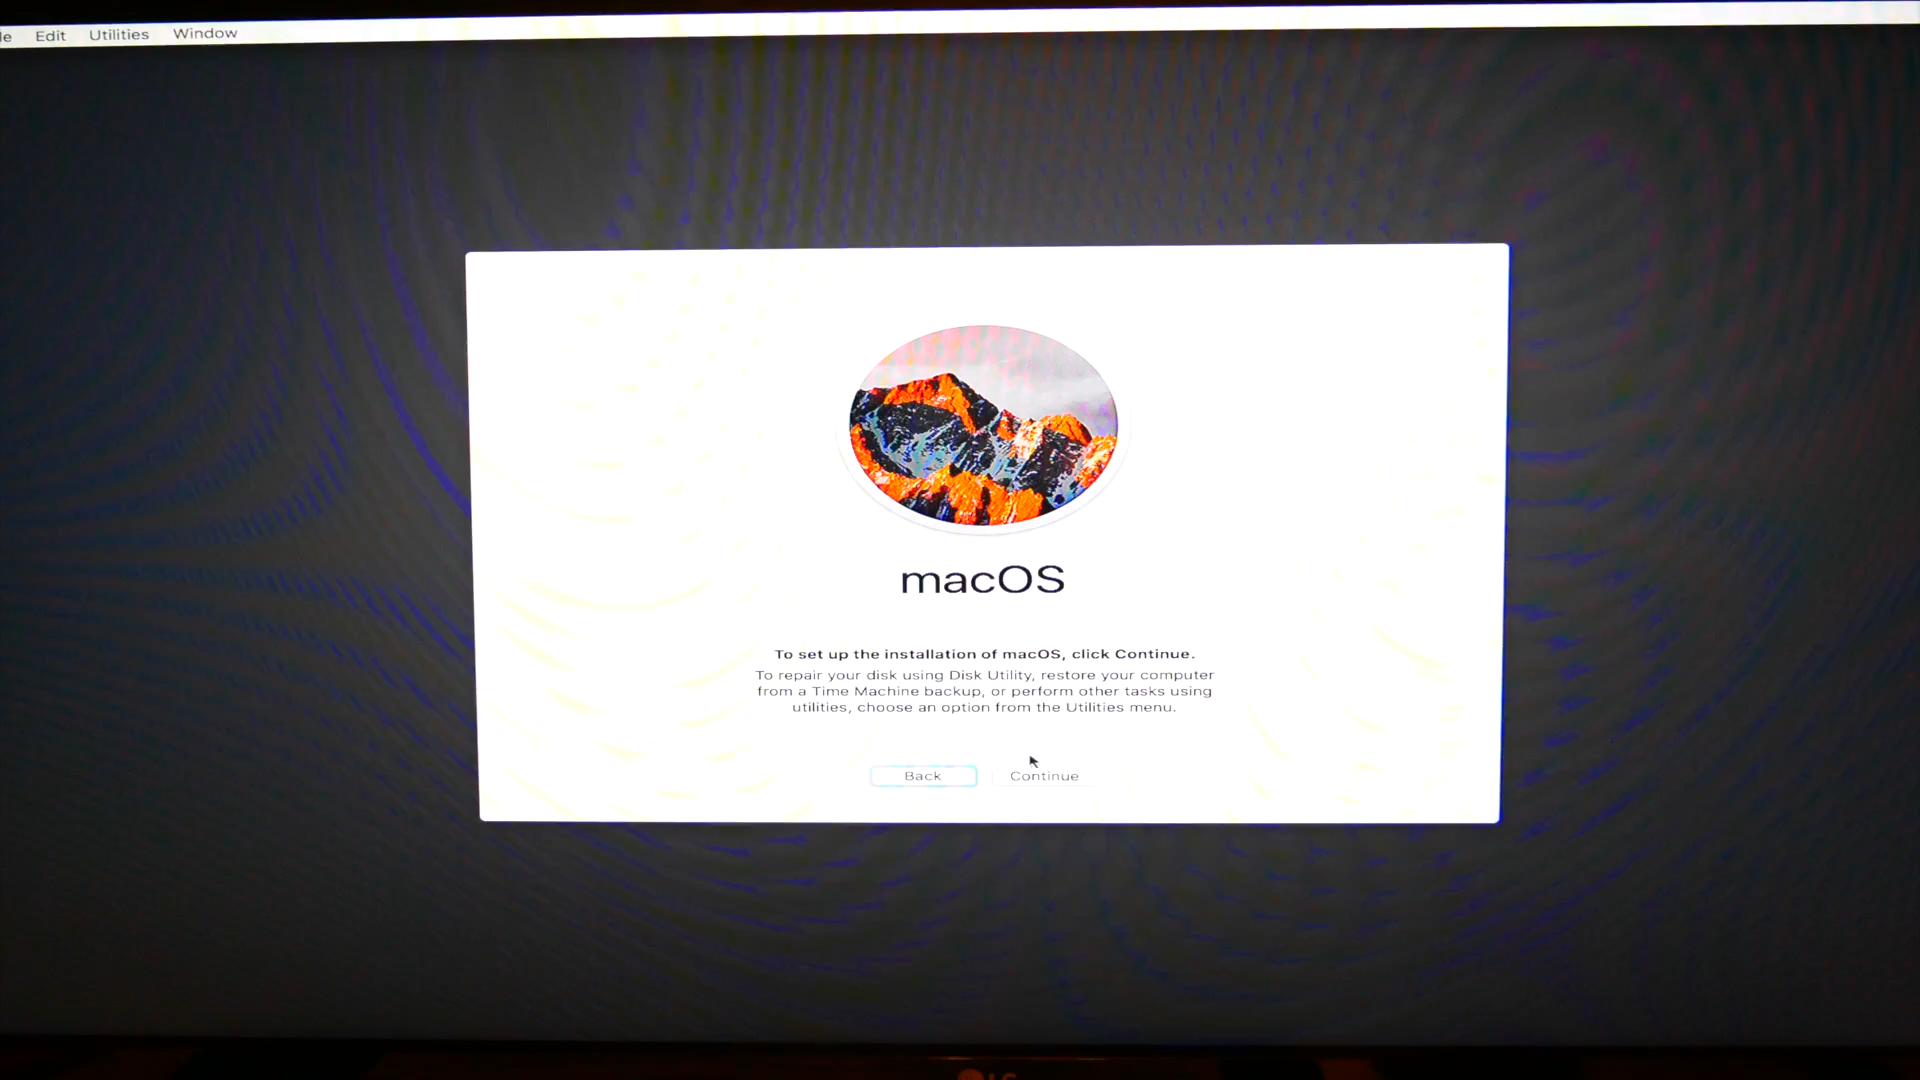 le Edit Utilities Window
macOS
To set up the installation of macOS, click Continue.
To repair your disk using Disk Utility, restore your computer
from a Time Machine backup, or perform other tasks using
utilities, choose an option from the Utilities menu.
Back Continue